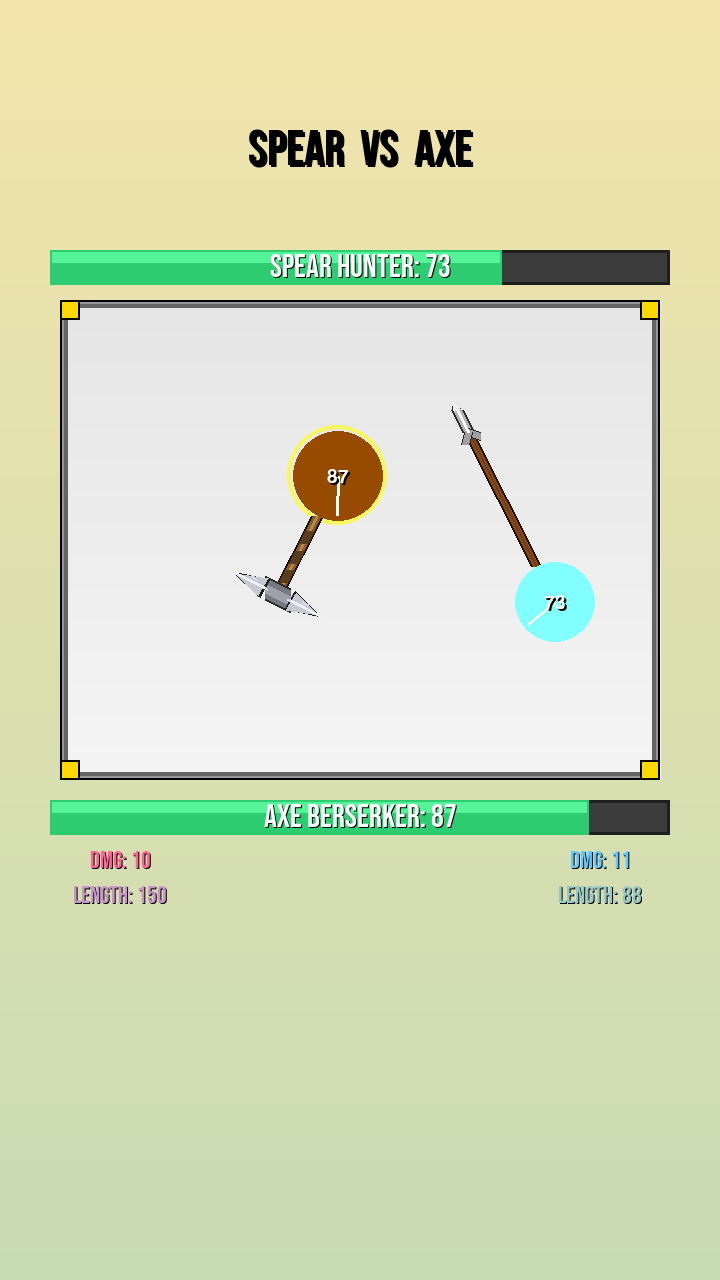 SPEAR VS AXE
SPEAR HUNTER: 73
87
73
AXE BERSERKER: 87
DMG: 10
DMG: 11
LENGTH: 150
LENGTH: 88